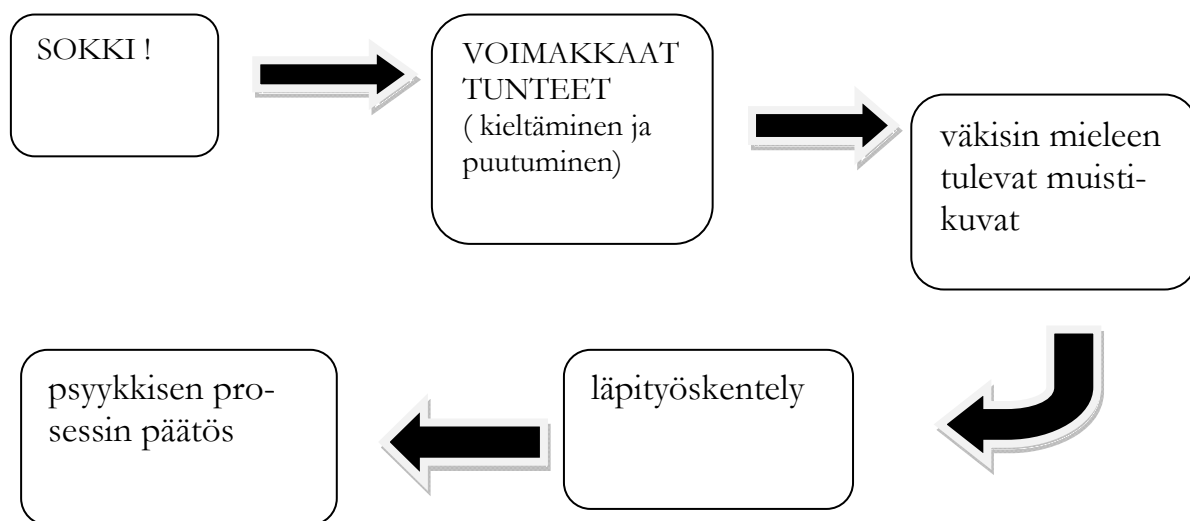 SOKKI !
VOIMAKKAAT
TUNTEET
( kieltäminen ja
puutuminen)
väkisin mieleen
tulevat muisti-
kuvat
läpityöskentely
psyykkisen pro-
sessin päätös